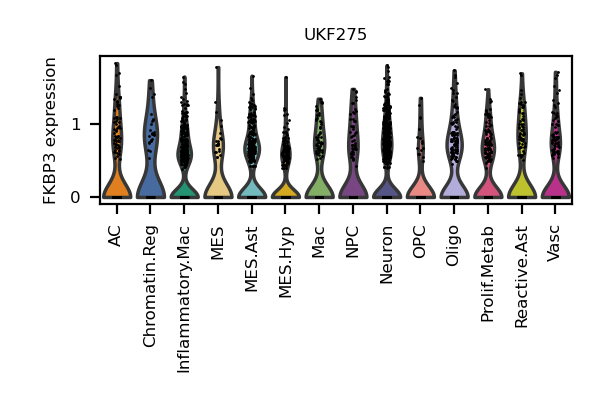 UKF275
FKBP3 expression
1
0
AC
Chromatin.Reg
Inflammatory.Mac
MES
MES.Ast
MES.Hyp
Mac
NPC
Neuron
OPC
Oligo
Prolif.Metab
Reactive.Ast
Vasc